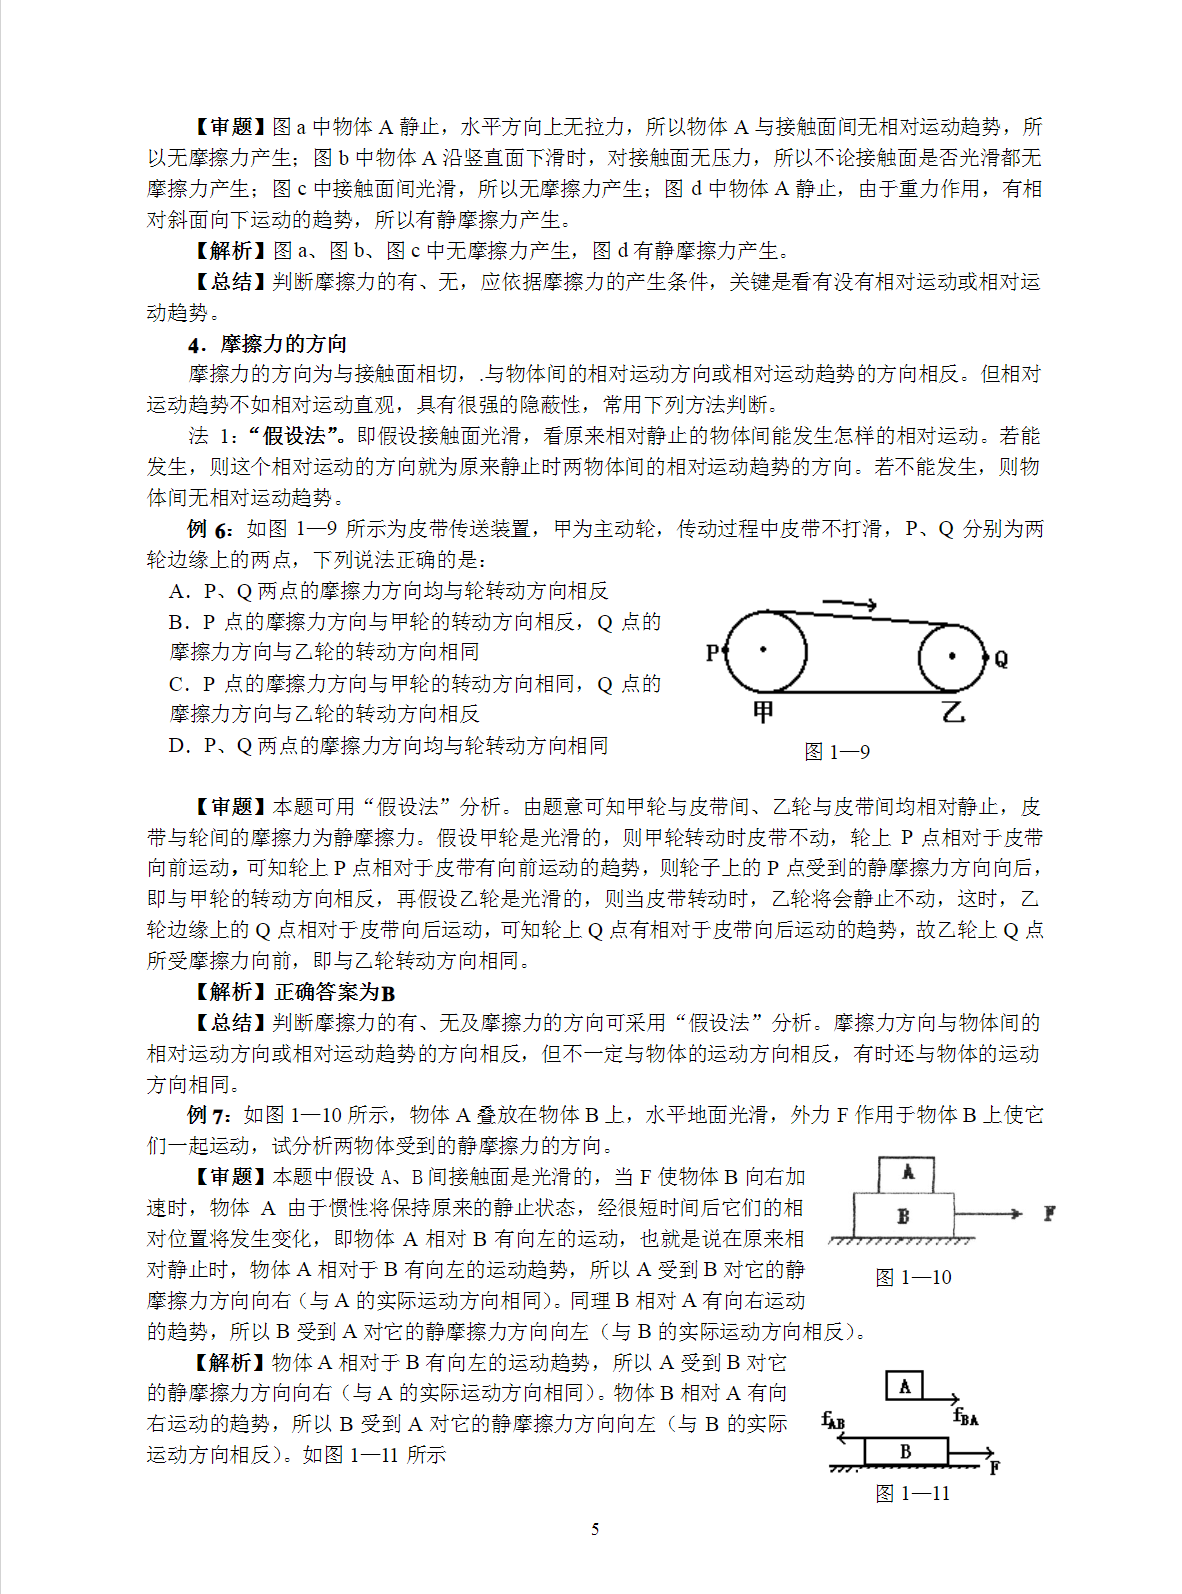 【审题】图 a 中物体 A 静止，水平方向上无拉力，所以物体 A 与接触面间无相对运动趋势，所
以无摩擦力产生；图 b 中物体 A 沿竖直面下滑时，对接触面无压力，所以不论接触面是否光滑都无
摩擦力产生；图 c 中接触面间光滑，所以无摩擦力产生；图 d 中物体 A 静止，由于重力作用，有相
对斜面向下运动的趋势，所以有静摩擦力产生。
【解析】图 a、图 b、图 c 中无摩擦力产生，图 d 有静摩擦力产生。
【总结】判断摩擦力的有、无，应依据摩擦力的产生条件，关键是看有没有相对运动或相对运
动趋势。
4．摩擦力的方向
摩擦力的方向为与接触面相切，.与物体间的相对运动方向或相对运动趋势的方向相反。但相对
运动趋势不如相对运动直观，具有很强的隐蔽性，常用下列方法判断。
法 1：“假设法”。即假设接触面光滑，看原来相对静止的物体间能发生怎样的相对运动。若能
发生，则这个相对运动的方向就为原来静止时两物体间的相对运动趋势的方向。若不能发生，则物
体间无相对运动趋势。
例 6：如图 1—9 所示为皮带传送装置，甲为主动轮，传动过程中皮带不打滑，P、Q 分别为两
轮边缘上的两点，下列说法正确的是：
A．P、Q 两点的摩擦力方向均与轮转动方向相反
B．P 点的摩擦力方向与甲轮的转动方向相反，Q 点的
摩擦力方向与乙轮的转动方向相同
C．P 点的摩擦力方向与甲轮的转动方向相同，Q 点的
摩擦力方向与乙轮的转动方向相反
D．P、Q 两点的摩擦力方向均与轮转动方向相同
P
Q
甲
乙
图 1—9
【审题】本题可用“假设法”分析。由题意可知甲轮与皮带间、乙轮与皮带间均相对静止，皮
带与轮间的摩擦力为静摩擦力。假设甲轮是光滑的，则甲轮转动时皮带不动，轮上 P 点相对于皮带
向前运动，可知轮上 P 点相对于皮带有向前运动的趋势，则轮子上的 P 点受到的静摩擦力方向向后，
即与甲轮的转动方向相反，再假设乙轮是光滑的，则当皮带转动时，乙轮将会静止不动，这时，乙
轮边缘上的 Q 点相对于皮带向后运动，可知轮上 Q 点有相对于皮带向后运动的趋势，故乙轮上 Q 点
所受摩擦力向前，即与乙轮转动方向相同。
【解析】正确答案为B
【总结】判断摩擦力的有、无及摩擦力的方向可采用“假设法”分析。摩擦力方向与物体间的
相对运动方向或相对运动趋势的方向相反，但不一定与物体的运动方向相反，有时还与物体的运动
方向相同。
例 7：如图 1—10 所示，物体 A 叠放在物体 B 上，水平地面光滑，外力 F 作用于物体 B 上使它
们一起运动，试分析两物体受到的静摩擦力的方向。
【审题】本题中假设 A、B 间接触面是光滑的，当 F 使物体 B 向右加
速时，物体 A 由于惯性将保持原来的静止状态，经很短时间后它们的相
对位置将发生变化，即物体 A 相对 B 有向左的运动，也就是说在原来相
对静止时，物体 A 相对于 B 有向左的运动趋势，所以 A 受到 B 对它的静
摩擦力方向向右（与 A 的实际运动方向相同）。同理 B 相对 A 有向右运动
的趋势，所以 B 受到 A 对它的静摩擦力方向向左（与 B 的实际运动方向相反）。
A
B
F
图 1—10
【解析】物体 A 相对于 B 有向左的运动趋势，所以 A 受到 B 对它
的静摩擦力方向向右（与 A 的实际运动方向相同）。物体 B 相对 A 有向
右运动的趋势，所以 B 受到 A 对它的静摩擦力方向向左（与 B 的实际
运动方向相反）。如图 1—11 所示
A
fBA
fAB
B
F
图 1—11
5